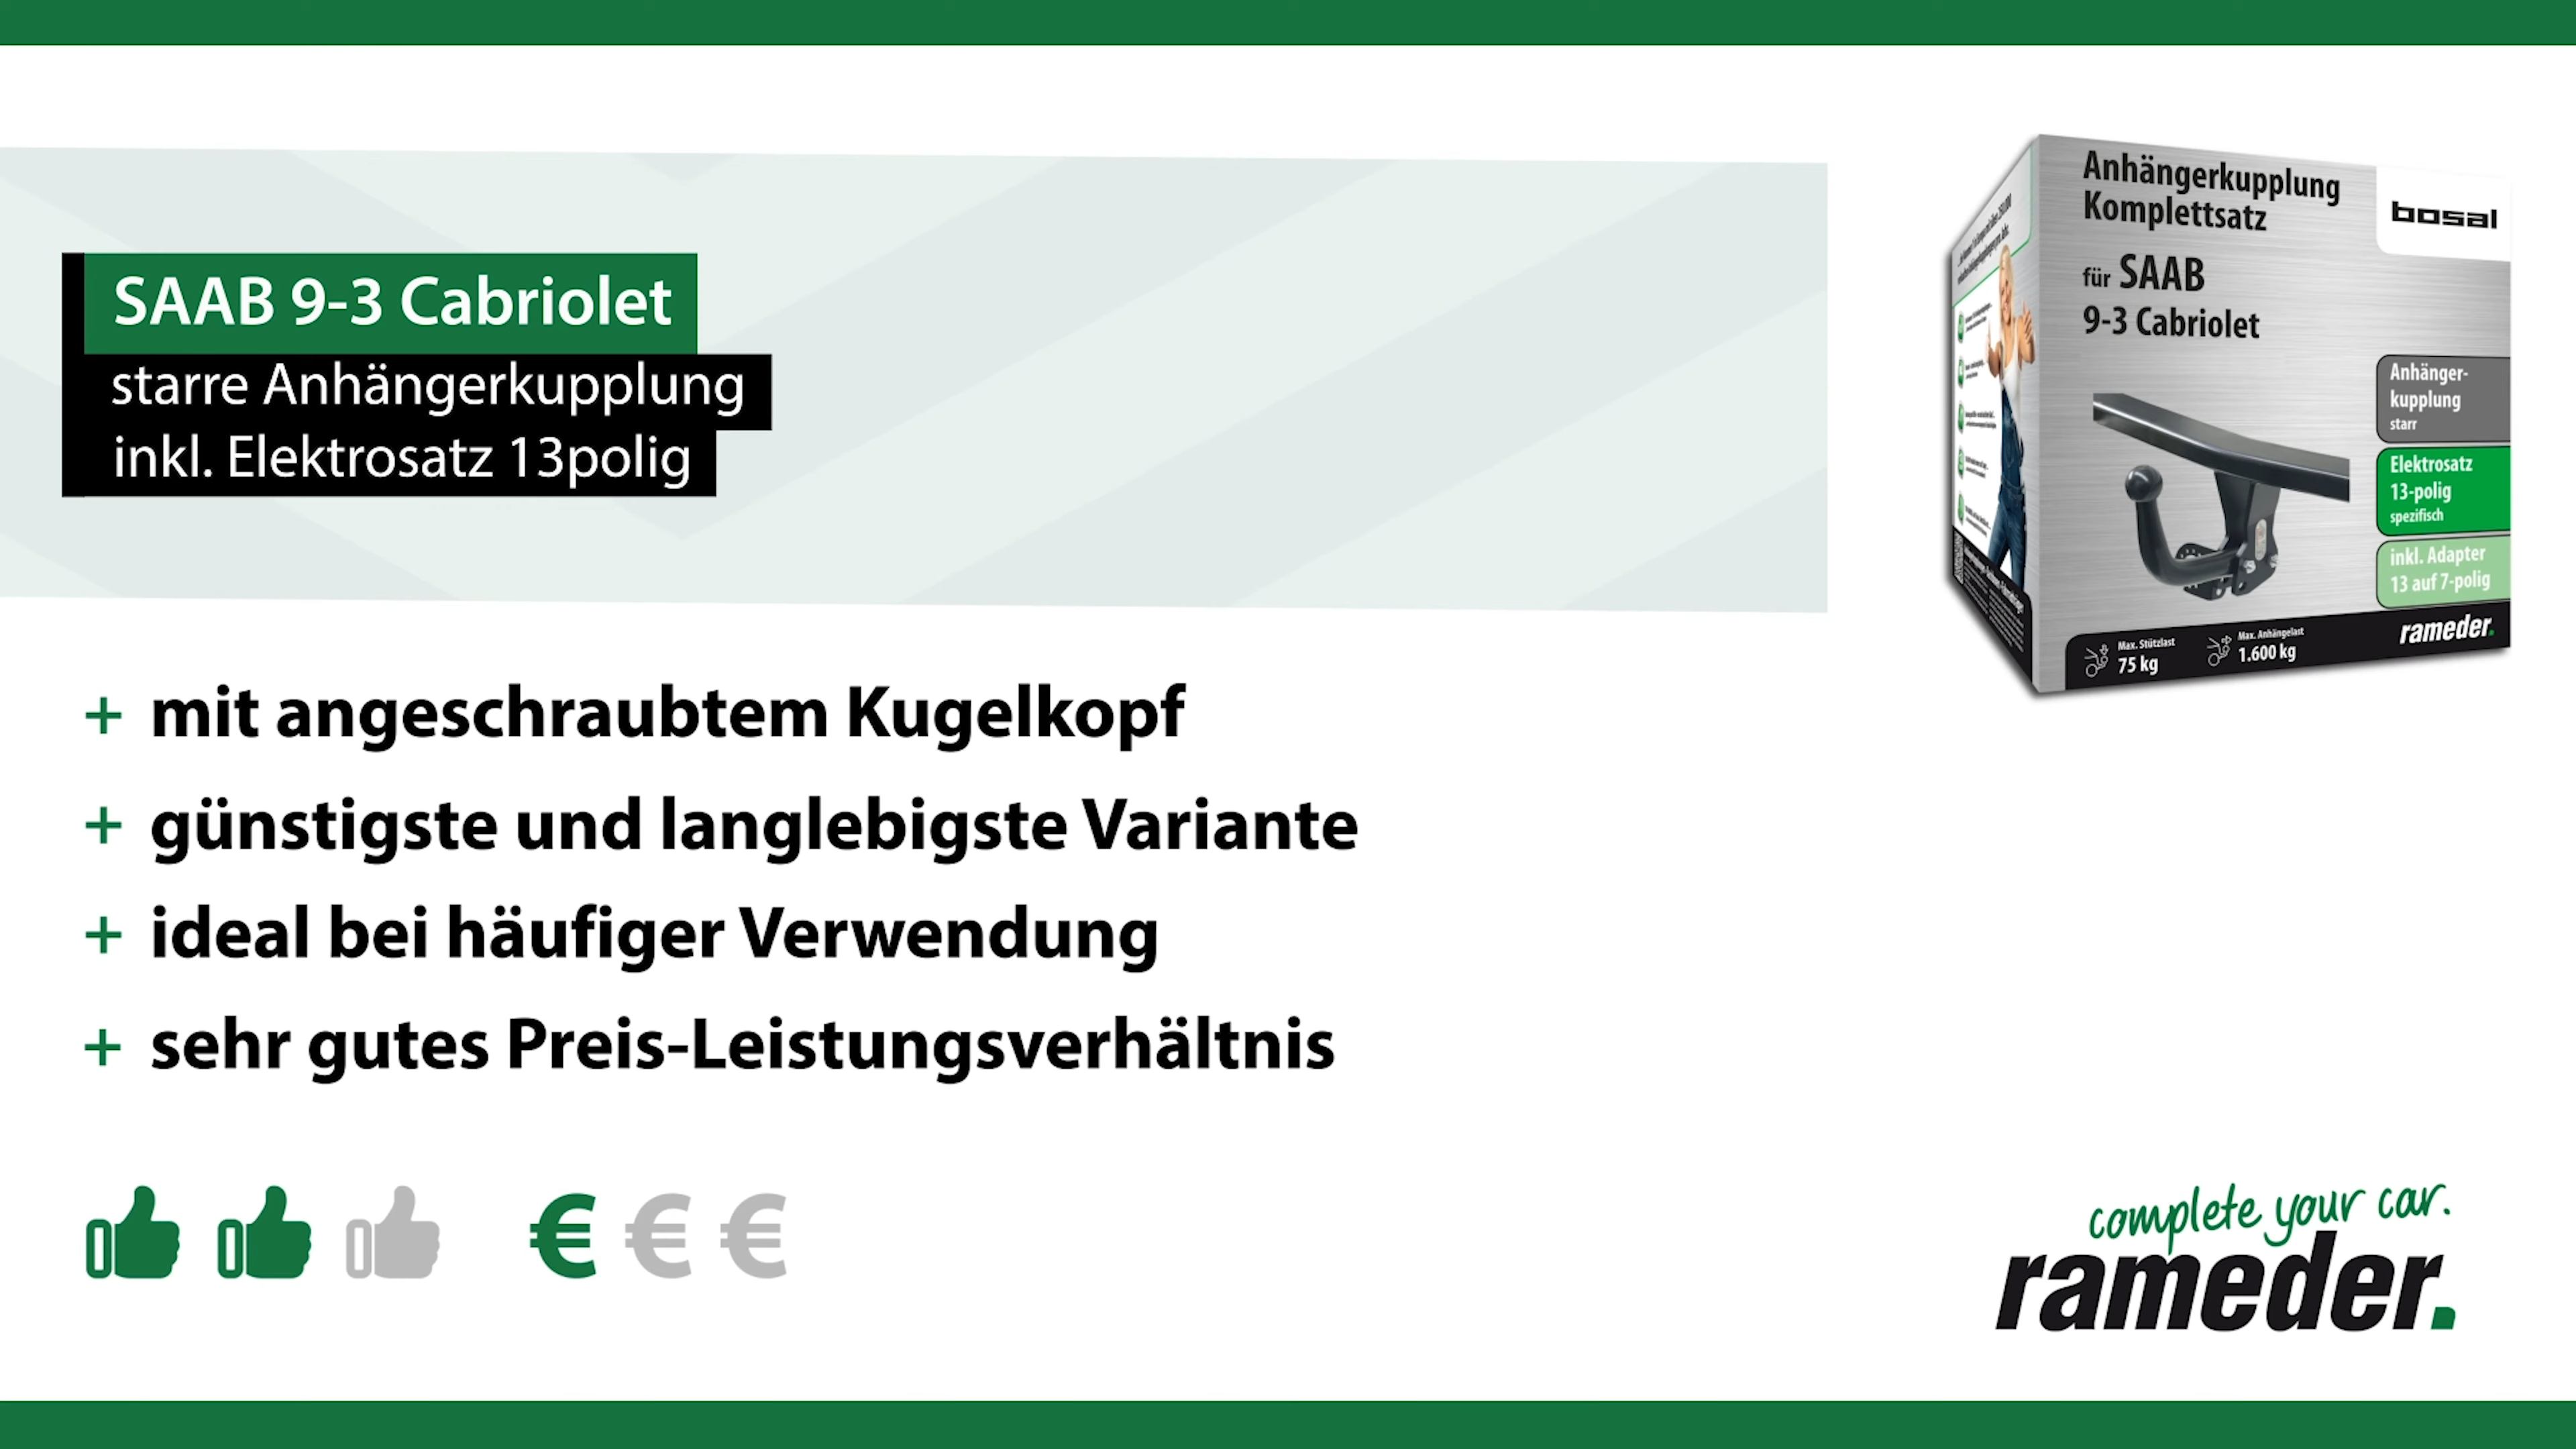 SAAB 9-3 Cabriolet
starre Anhängerkupplung
inkl. Elektrosatz 13polig
Anhängerkupplung
Komplettsatz
bosal
für SAAB
9-3 Cabriolet
Anhänger-
kupplung
starr
Elektrosatz
13-polig
spezifisch
inkl. Adapter
13 auf 7-polig
Max. Stützlast
75 kg
Max. Anhängelast
1.600 kg
rameder.
+ mit angeschraubtem Kugelkopf
+ günstigste und langlebigste Variante
+ ideal bei häufiger Verwendung
+ sehr gutes Preis-Leistungsverhältnis
€ € €
complete your car.
rameder.